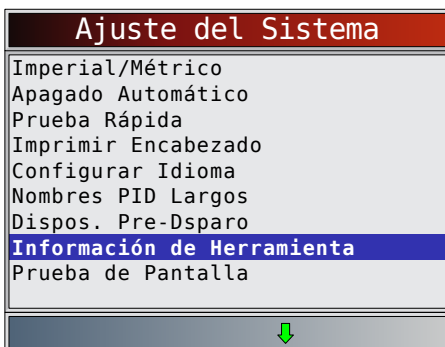 Ajuste del Sistema
Imperial/Métrico
Apagado Automático
Prueba Rápida
Imprimir Encabezado
Configurar Idioma
Nombres PID Largos
Dispos. Pre-Dsparo
Información de Herramienta
Prueba de Pantalla